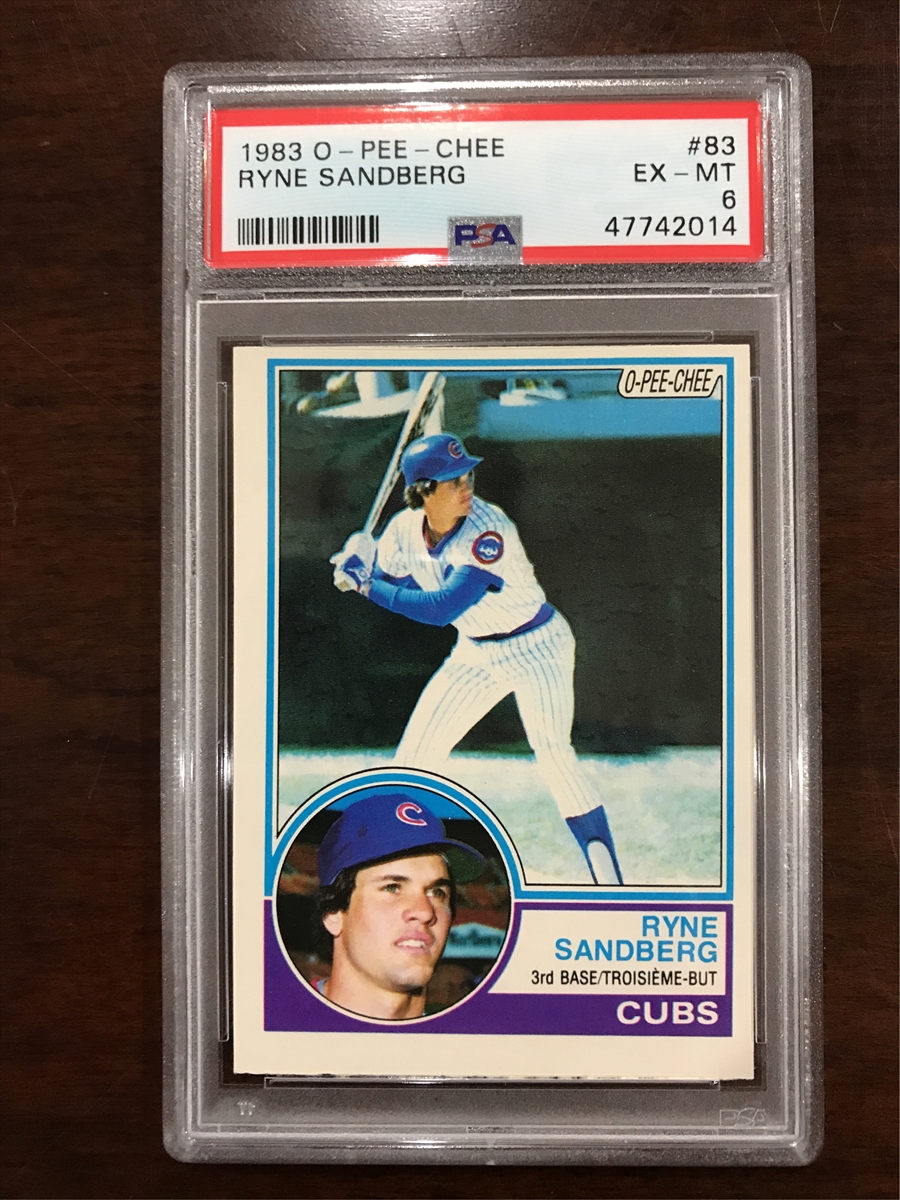 1983 O-PEE-CHEE #83
RYNE SANDBERG EX-MT
6
PSA 47742014
O-PEE-CHEE
C
C
RYNE
SANDBERG
3rd BASE/TROISIÈME-BUT
CUBS
PSA